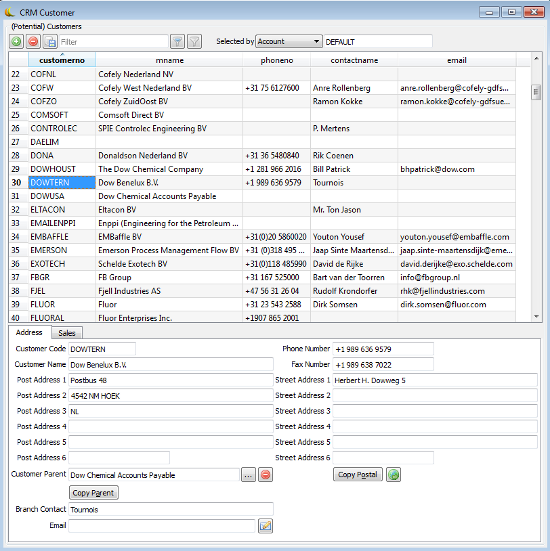 CRM Customer
(Potential) Customers
Filter Selected by Account DEFAULT
customerno mname phoneno contactname email
22 COFNL Cofely Nederland NV
23 COFW Cofely West Nederland BV +31 75 6127600 Anre Rollenberg anre.rollenberg@cofely-gdfs...
24 COFZO Cofely ZuidOost BV Ramon Kokke ramon.kokke@cofely-gdfsue...
25 COMSOFT Comsoft Direct BV
26 CONTROLEC SPIE Controlec Engineering BV P. Mertens
27 DAELIM
28 DONA Donaldson Nederland BV +31 36 5480840 Rik Coenen
29 DOWHOUST The Dow Chemical Company +1 281 966 2016 Bill Patrick bhpatrick@dow.com
30 DOWTERN Dow Benelux B.V. +1 989 636 9579 Tournois
31 DOWUSA Dow Chemical Accounts Payable
32 ELTACON Eltacon BV Mr. Ton Jason
33 EMAILENPPI Enppi (Engineering for the Petroleum ...
34 EMBAFFLE EMBaffle BV +31(0)20 5860020 Youton Yousef youton.yousef@embaffle.com
35 EMERSON Emerson Process Management Flow BV +31(0)318 495 ... Jaap Sinte Maartensd... jaap.sinte-maartensdijk@eme...
36 EXOTECH Schelde Exotech BV +31(0)118 485990 David de Rijke david.derijke@exo.schelde.com
37 FBGR FB Group +31 167 525000 Bart van der Toorren info@fbgroup.nl
38 FJEL Fjell Industries AS +47 56 31 26 04 Rudolf Krondorfer rhk@fjellindustries.com
39 FLUOR Fluor +31 23 543 2588 Dirk Somsen dirk.somsen@fluor.com
40 FLUORAL Fluor Enterprises Inc. +1907 865 2001
Address Sales
Customer Code DOWTERN Phone Number +1 989 636 9579
Customer Name Dow Benelux B.V. Fax Number +1 989 638 7022
Post Address 1 Postbus 48 Street Address 1 Herbert H. Dowweg 5
Post Address 2 4542 NM HOEK Street Address 2
Post Address 3 NL Street Address 3
Post Address 4 Street Address 4
Post Address 5 Street Address 5
Post Address 6 Street Address 6
Customer Parent Dow Chemical Accounts Payable ... Copy Postal
Copy Parent
Branch Contact Tournois
Email